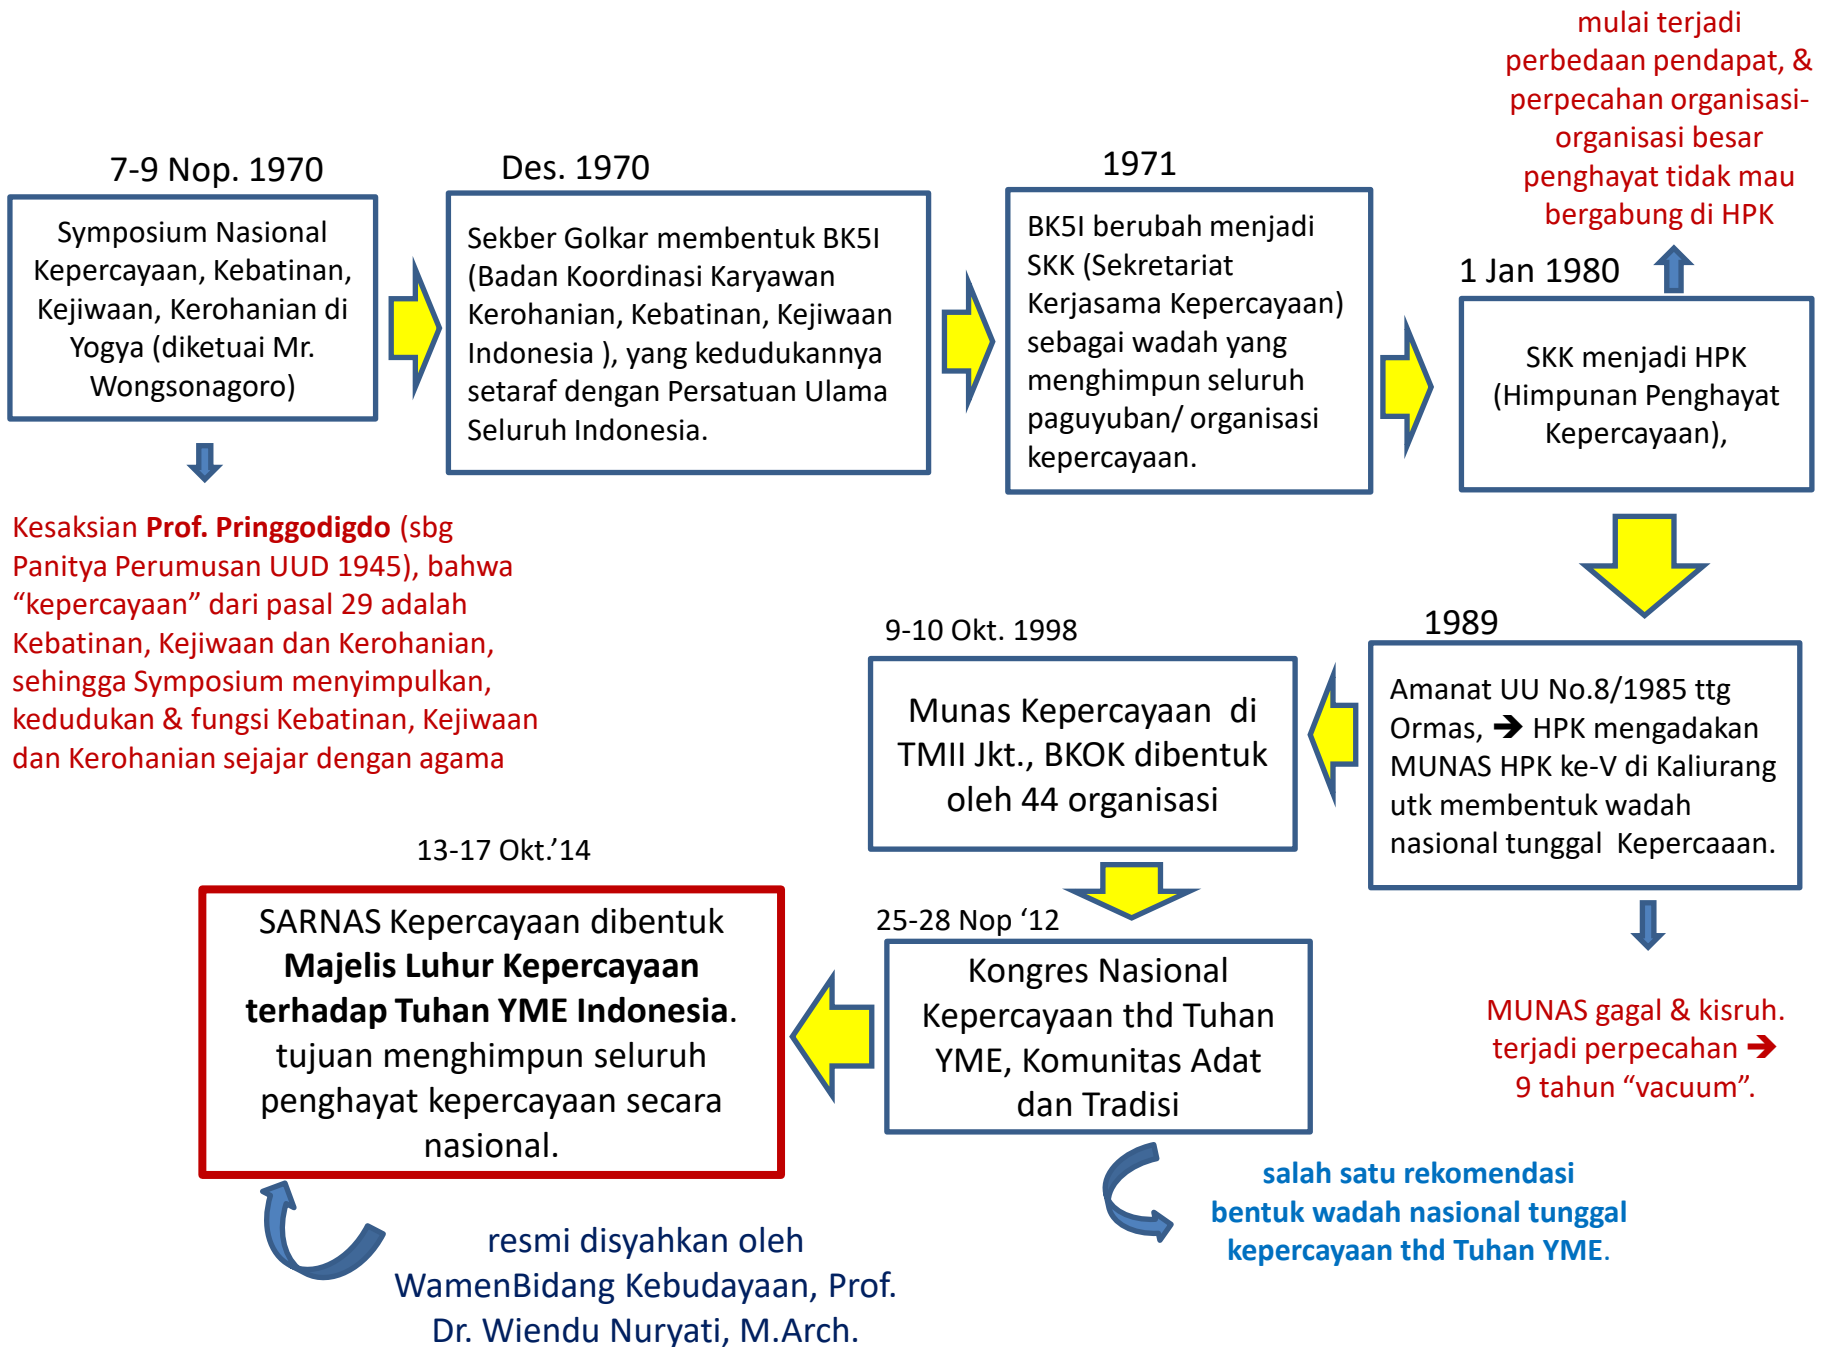 7-9 Nop. 1970
Symposium Nasional
Kepercayaan, Kebatinan,
Kejiwaan, Kerohanian di
Yogya (diketuai Mr.
Wongsonagoro)
Kesaksian Prof. Pringgodigdo (sbg
Panitya Perumusan UUD 1945), bahwa
“kepercayaan” dari pasal 29 adalah
Kebatinan, Kejiwaan dan Kerohanian,
sehingga Symposium menyimpulkan,
kedudukan & fungsi Kebatinan, Kejiwaan
dan Kerohanian sejajar dengan agama
Des. 1970
Sekber Golkar membentuk BK5I
(Badan Koordinasi Karyawan
Kerohanian, Kebatinan, Kejiwaan
Indonesia ), yang kedudukannya
setaraf dengan Persatuan Ulama
Seluruh Indonesia.
1971
BK5I berubah menjadi
SKK (Sekretariat
Kerjasama Kepercayaan)
sebagai wadah yang
menghimpun seluruh
paguyuban/ organisasi
kepercayaan.
mulai terjadi
perbedaan pendapat, &
perpecahan organisasi-
organisasi besar
penghayat tidak mau
bergabung di HPK
1 Jan 1980
SKK menjadi HPK
(Himpunan Penghayat
Kepercayaan),
1989
Amanat UU No.8/1985 ttg
Ormas, ➔ HPK mengadakan
MUNAS HPK ke-V di Kaliurang
utk membentuk wadah
nasional tunggal Kepercaaan.
MUNAS gagal & kisruh.
terjadi perpecahan ➔
9 tahun “vacuum”.
9-10 Okt. 1998
Munas Kepercayaan di
TMII Jkt., BKOK dibentuk
oleh 44 organisasi
25-28 Nop ‘12
Kongres Nasional
Kepercayaan thd Tuhan
YME, Komunitas Adat
dan Tradisi
salah satu rekomendasi
bentuk wadah nasional tunggal
kepercayaan thd Tuhan YME.
13-17 Okt.’14
SARNAS Kepercayaan dibentuk
Majelis Luhur Kepercayaan
terhadap Tuhan YME Indonesia.
tujuan menghimpun seluruh
penghayat kepercayaan secara
nasional.
resmi disyahkan oleh
WamenBidang Kebudayaan, Prof.
Dr. Wiendu Nuryati, M.Arch.